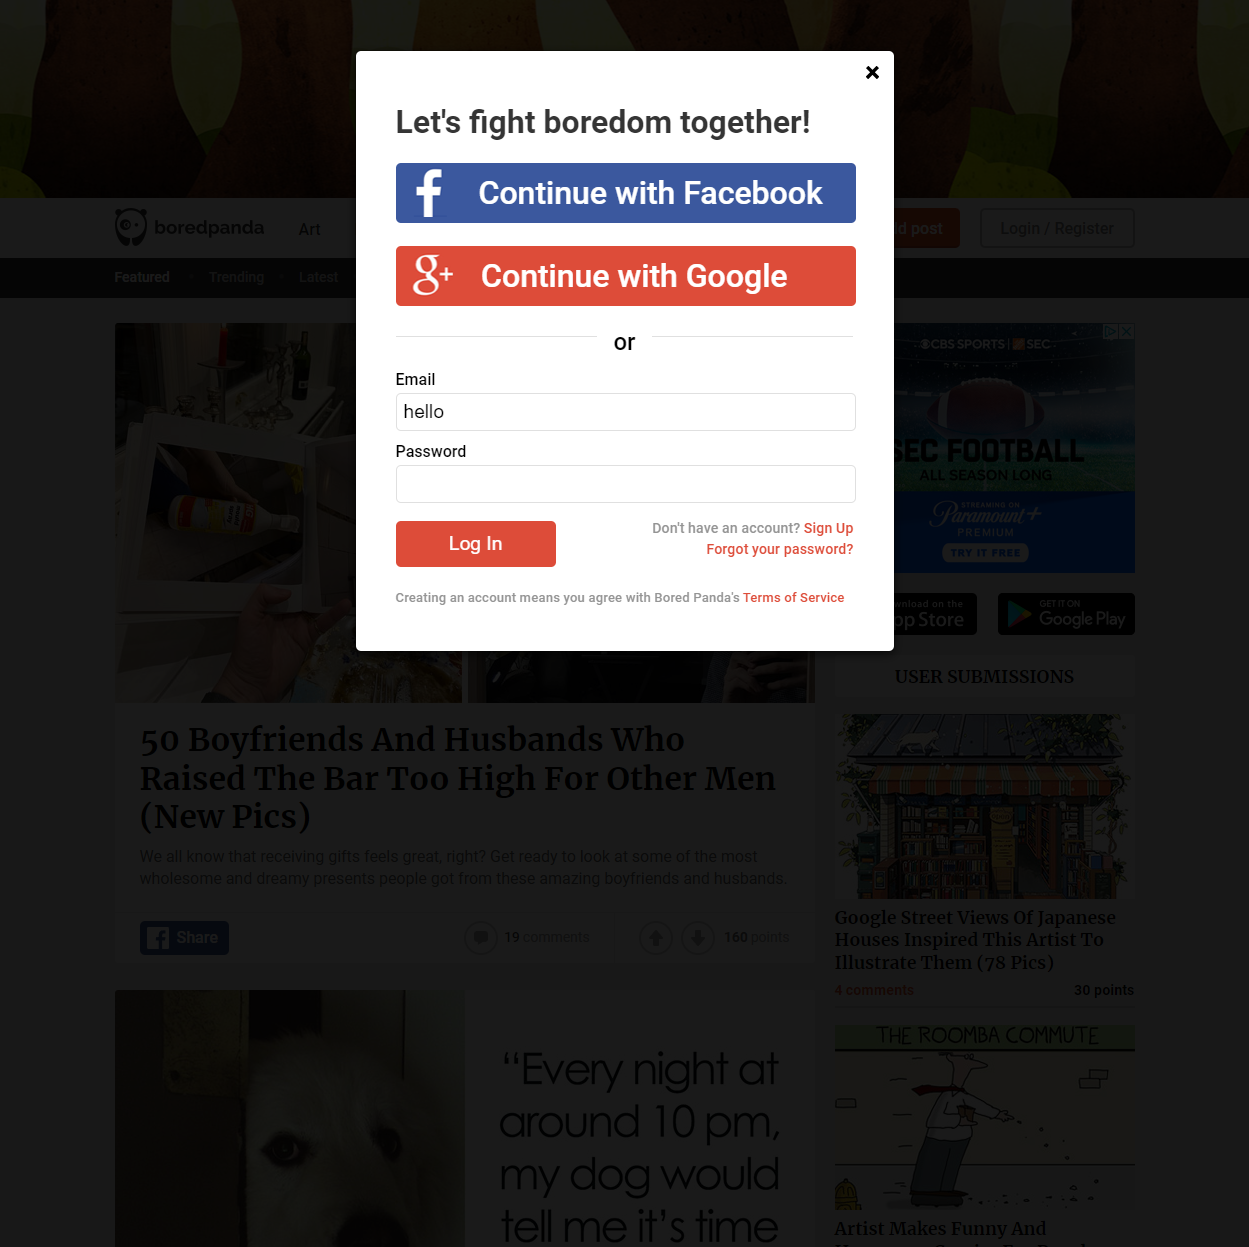 Let's fight boredom together!
Continue with Facebook
g+ Continue with Google
or
Email
hello
Password
Log In
Don't have an account? Sign Up
Forgot your password?
Creating an account means you agree with Bored Panda's Terms of Service
boredpanda
Art
post
Login / Register
Featured
Trending
Latest
CBS SPORTS | SEC
SEC FOOTBALL
ALL SEASON LONG
STREAMING ON
Paramount+
PREMIUM
TRY IT FREE
on the
Store
GET IT ON
Google Play
USER SUBMISSIONS
50 Boyfriends And Husbands Who
Raised The Bar Too High For Other Men
(New Pics)
We all know that receiving gifts feels great, right? Get ready to look at some of the most
wholesome and dreamy presents people got from these amazing boyfriends and husbands.
Share
19 comments
160 points
Google Street Views Of Japanese
Houses Inspired This Artist To
Illustrate Them (78 Pics)
4 comments
30 points
THE ROOMBA COMMUTE
“Every night at
around 10 pm,
my dog would
tell me it’s time
Artist Makes Funny And